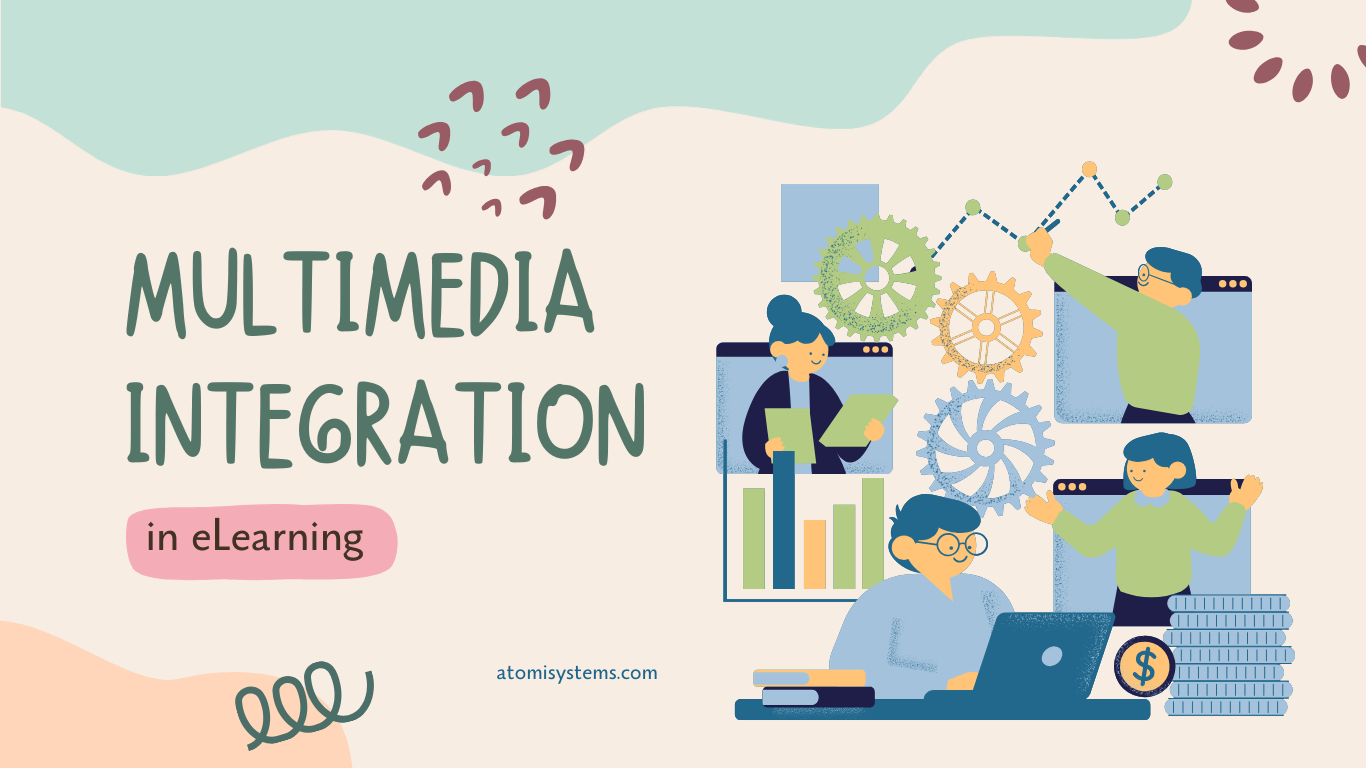 MULTIMEDIA
INTEGRATION
in eLearning
atomisystems.com
$